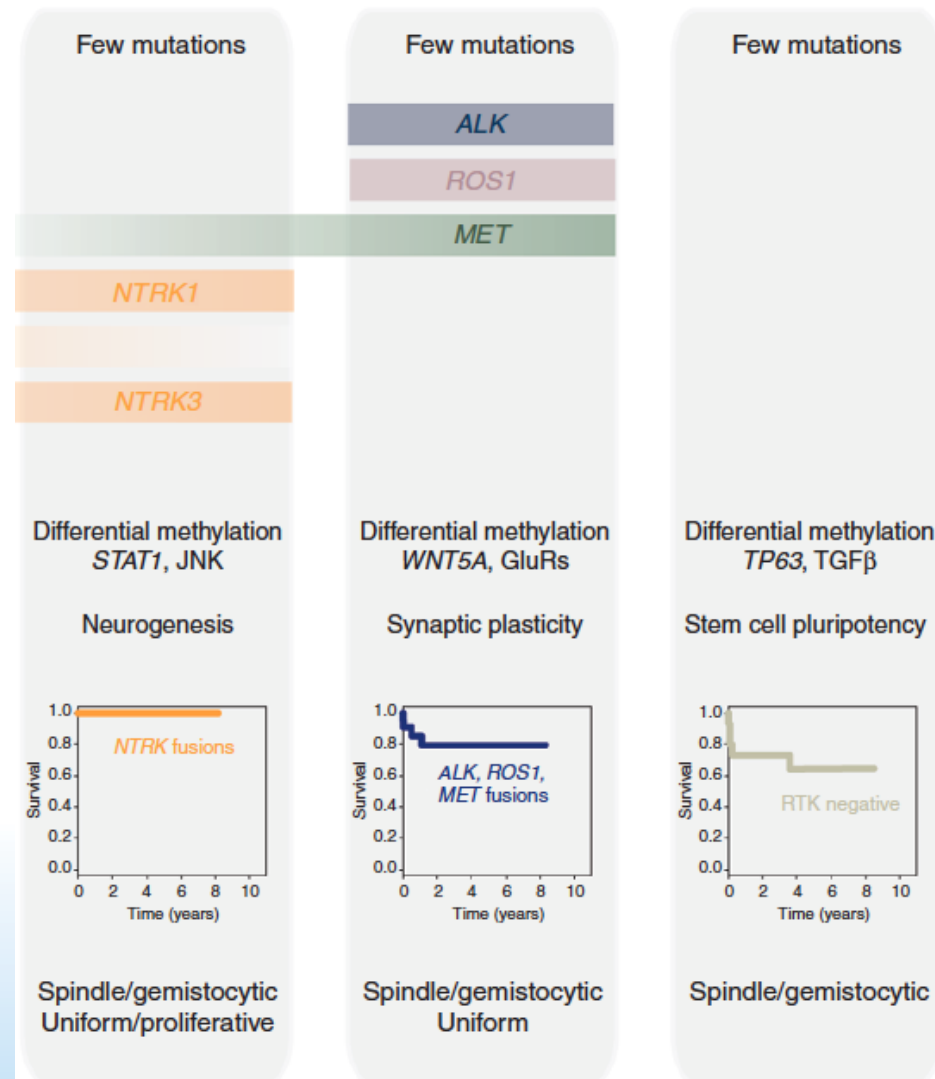 Few mutations
Few mutations
Few mutations
ALK
ROS1
MET
NTRK1
NTRK3
Differential methylation
STAT1, JNK
Differential methylation
WNT5A, GluRs
Differential methylation
TP63, TGFβ
Neurogenesis
Synaptic plasticity
Stem cell pluripotency
Survival
1.0
0.8
0.6
0.4
0.2
0.0
NTRK fusions
0 2 4 6 8 10
Time (years)
Survival
1.0
0.8
0.6
0.4
0.2
0.0
ALK, ROS1,
MET fusions
0 2 4 6 8 10
Time (years)
Survival
1.0
0.8
0.6
0.4
0.2
0.0
RTK negative
0 2 4 6 8 10
Time (years)
Spindle/gemistocytic
Uniform/proliferative
Spindle/gemistocytic
Uniform
Spindle/gemistocytic